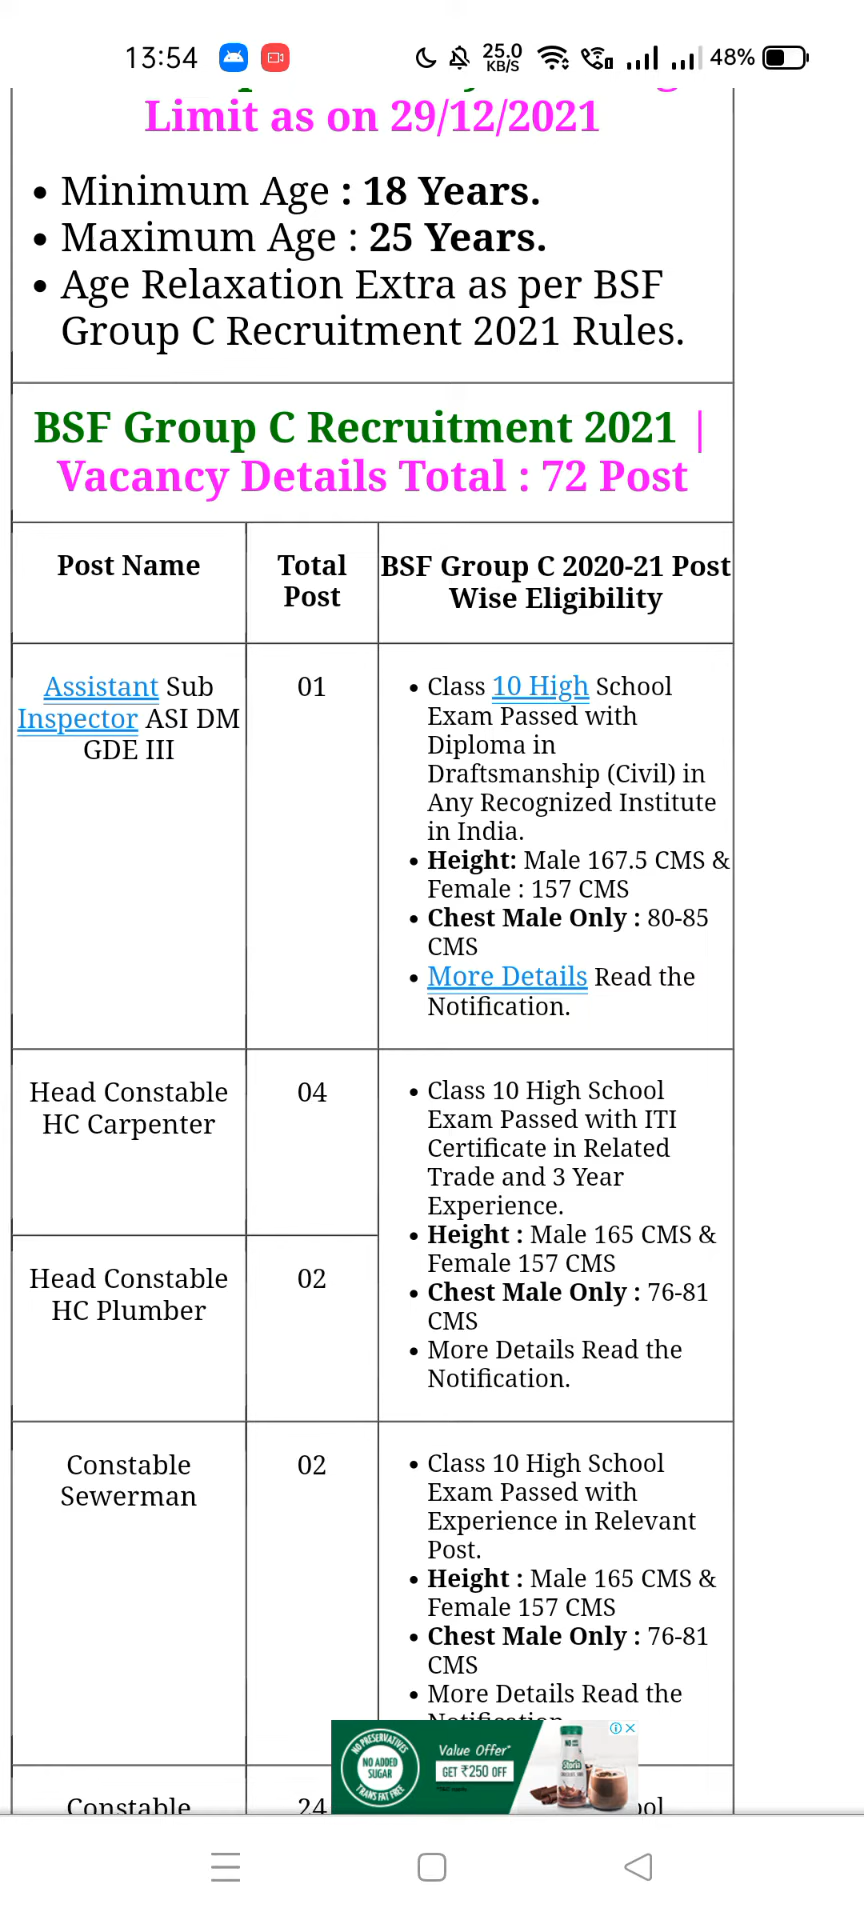 13:54
25.0
KB/S
48%
Limit as on 29/12/2021
• Minimum Age : 18 Years.
• Maximum Age : 25 Years.
• Age Relaxation Extra as per BSF
Group C Recruitment 2021 Rules.
BSF Group C Recruitment 2021 |
Vacancy Details Total : 72 Post
Post Name
Total
Post
BSF Group C 2020-21 Post
Wise Eligibility
Assistant Sub
Inspector ASI DM
GDE III
01
• Class 10 High School
Exam Passed with
Diploma in
Draftsmanship (Civil) in
Any Recognized Institute
in India.
• Height: Male 167.5 CMS &
Female : 157 CMS
• Chest Male Only : 80-85
CMS
• More Details Read the
Notification.
Head Constable
HC Carpenter
04
Head Constable
HC Plumber
02
• Class 10 High School
Exam Passed with ITI
Certificate in Related
Trade and 3 Year
Experience.
• Height : Male 165 CMS &
Female 157 CMS
• Chest Male Only : 76-81
CMS
• More Details Read the
Notification.
Constable
Sewerman
02
• Class 10 High School
Exam Passed with
Experience in Relevant
Post.
• Height : Male 165 CMS &
Female 157 CMS
• Chest Male Only : 76-81
CMS
• More Details Read the
Notification.
Constable
24
NO PRESERVATIVES
NO ADDED
SUGAR
TRANS FAT FREE
Value Offer*
GET ₹250 OFF
Storia